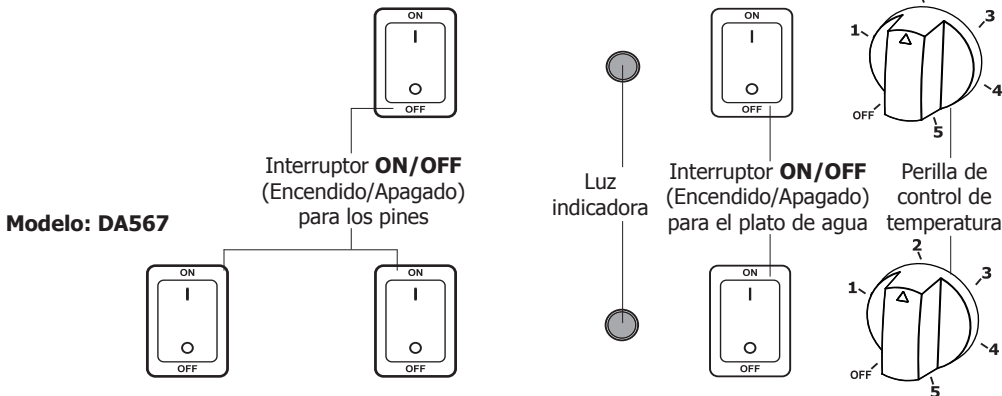 ON
OFF
ON
OFF
1
3
4
5
OFF
Interruptor ON/OFF
(Encendido/Apagado)
para los pines
Luz
indicadora
Interruptor ON/OFF
(Encendido/Apagado)
para el plato de agua
Perilla de
control de
temperatura
Modelo: DA567
ON
OFF
ON
OFF
ON
OFF
1
2
3
4
5
OFF